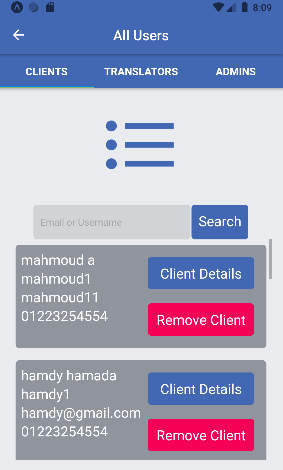 8:09
All Users
CLIENTS TRANSLATORS ADMINS
Email or Username Search
mahmoud a
mahmoud1
mahmoud11
01223254554
Client Details
Remove Client
hamdy hamada
hamdy1
hamdy@gmail.com
01223254554
Client Details
Remove Client